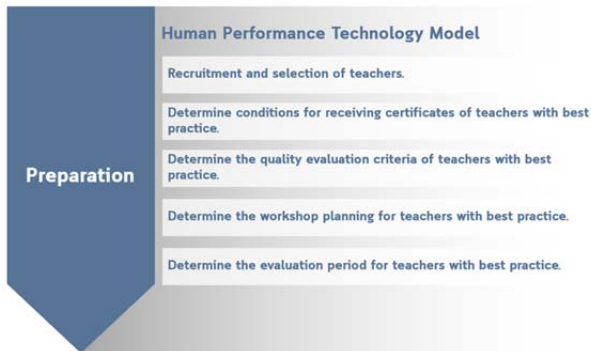 Human Performance Technology Model
Recruitment and selection of teachers.
Determine conditions for receiving certificates of teachers with best
practice.
Determine the quality evaluation criteria of teachers with best
practice.
Preparation
Determine the workshop planning for teachers with best practice.
Determine the evaluation period for teachers with best practice.